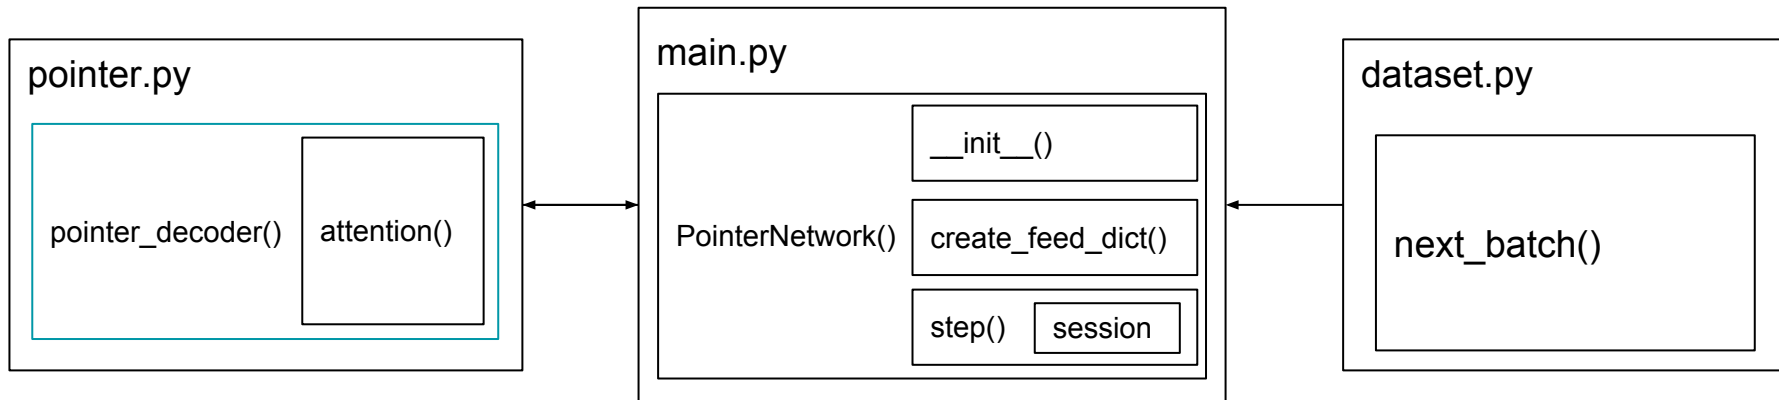 pointer.py
pointer_decoder()
attention()
main.py
PointerNetwork()
__init__()
create_feed_dict()
step()
session
dataset.py
next_batch()